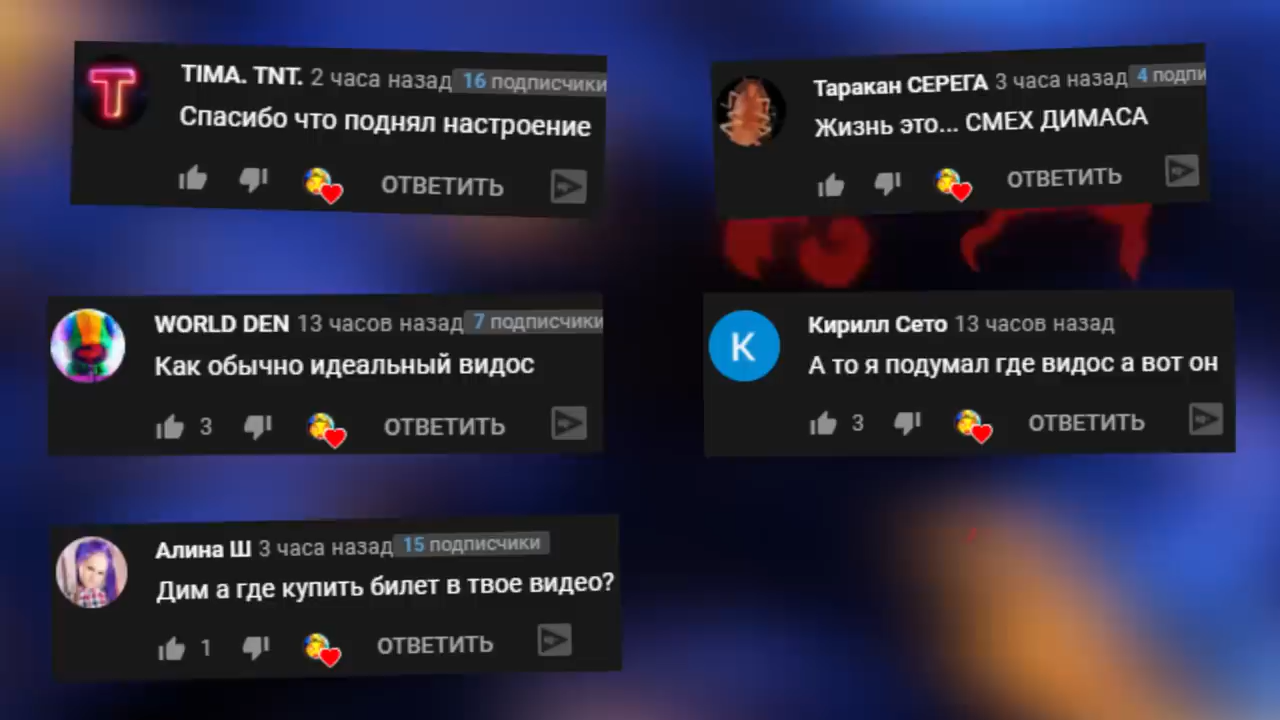 TIMA. TNT. 2 часа назад 16 подписчики
Спасибо что поднял настроение
ОТВЕТИТЬ
Таракан СЕРЕГА 3 часа назад 4 подпи
Жизнь это... СМЕХ ДИМАСА
ОТВЕТИТЬ
WORLD DEN 13 часов назад 7 подписчики
Как обычно идеальный видос
3 ОТВЕТИТЬ
К
Кирилл Сето 13 часов назад
А то я подумал где видос а вот он
3 ОТВЕТИТЬ
Алина Ш 3 часа назад 15 подписчики
Дим а где купить билет в твое видео?
1 ОТВЕТИТЬ